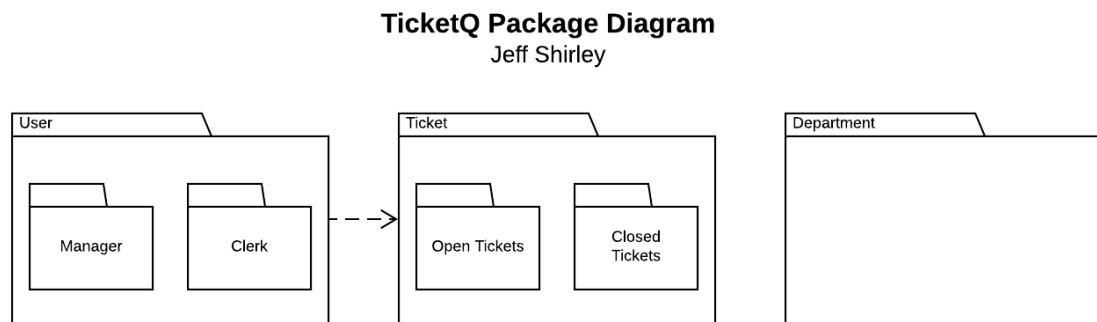 TicketQ Package Diagram
Jeff Shirley
User
Ticket
Department
Manager
Clerk
Open Tickets
Closed
Tickets